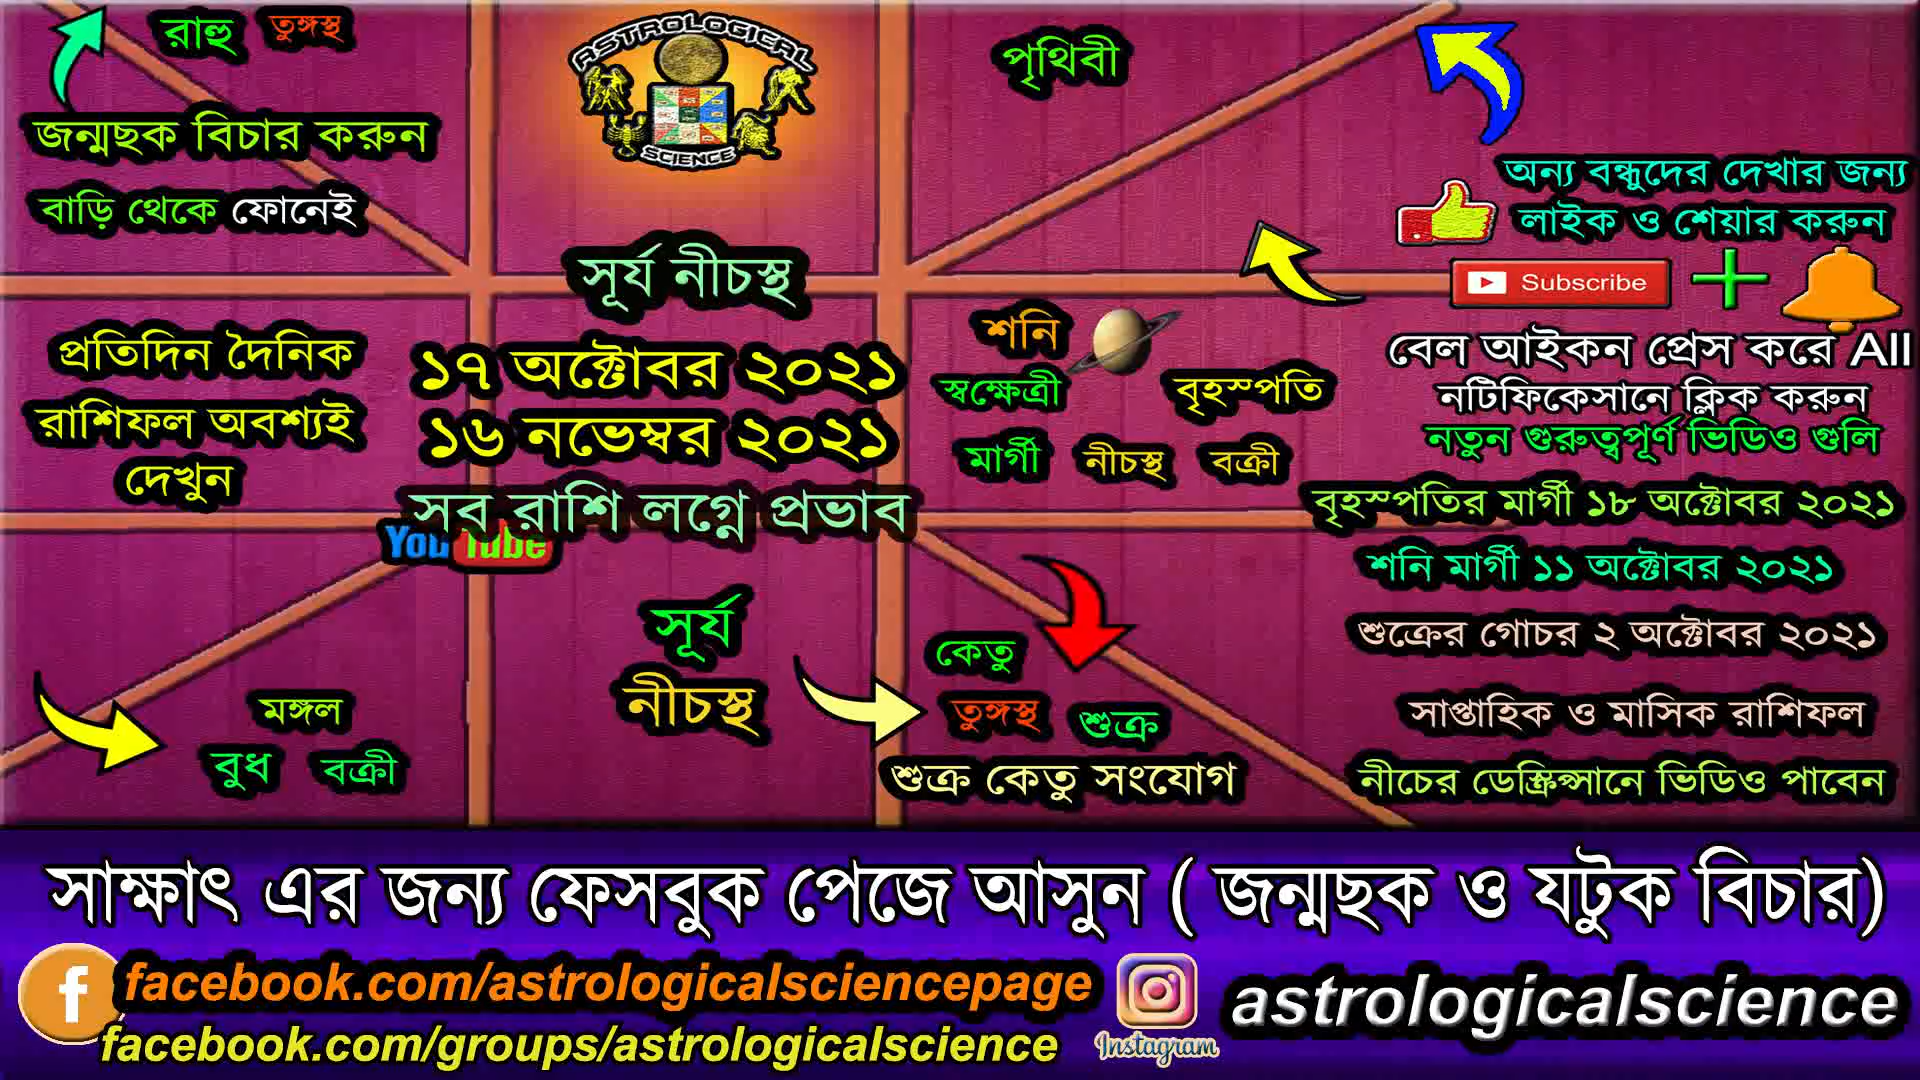 রাহু তুঙ্গস্থ
জন্মছক বিচার করুন
বাড়ি থেকে ফোনেই
ASTROLOGICAL
SCIENCE
পৃথিবী
অন্য বন্ধুদের দেখার জন্য
লাইক ও শেয়ার করুন
Subscribe
বেল আইকন প্রেস করে All
নটিফিকেসানে ক্লিক করুন
নতুন গুরুত্বপূর্ণ ভিডিও গুলি
সূর্য নীচস্থ
১৭ অক্টোবর ২০২১
১৬ নভেম্বর ২০২১
সব রাশি লগ্নে প্রভাব
YouTube
প্রতিদিন দৈনিক
রাশিফল অবশ্যই
দেখুন
শনি
স্বক্ষেত্রী বৃহস্পতি
মার্গী নীচস্থ বক্রী
বৃহস্পতির মার্গী ১৮ অক্টোবর ২০২১
শনি মার্গী ১১ অক্টোবর ২০২১
শুক্রের গোচর ২ অক্টোবর ২০২১
সাপ্তাহিক ও মাসিক রাশিফল
নীচের ডেস্ক্রিপ্সানে ভিডিও পাবেন
মঙ্গল
বুধ বক্রী
সূর্য
নীচস্থ
কেতু
তুঙ্গস্থ শুক্র
শুক্র কেতু সংযোগ
সাক্ষাৎ এর জন্য ফেসবুক পেজে আসুন ( জন্মছক ও যটুক বিচার)
f facebook.com/astrologicalsciencepage
facebook.com/groups/astrologicalscience
Instagram
astrologicalscience